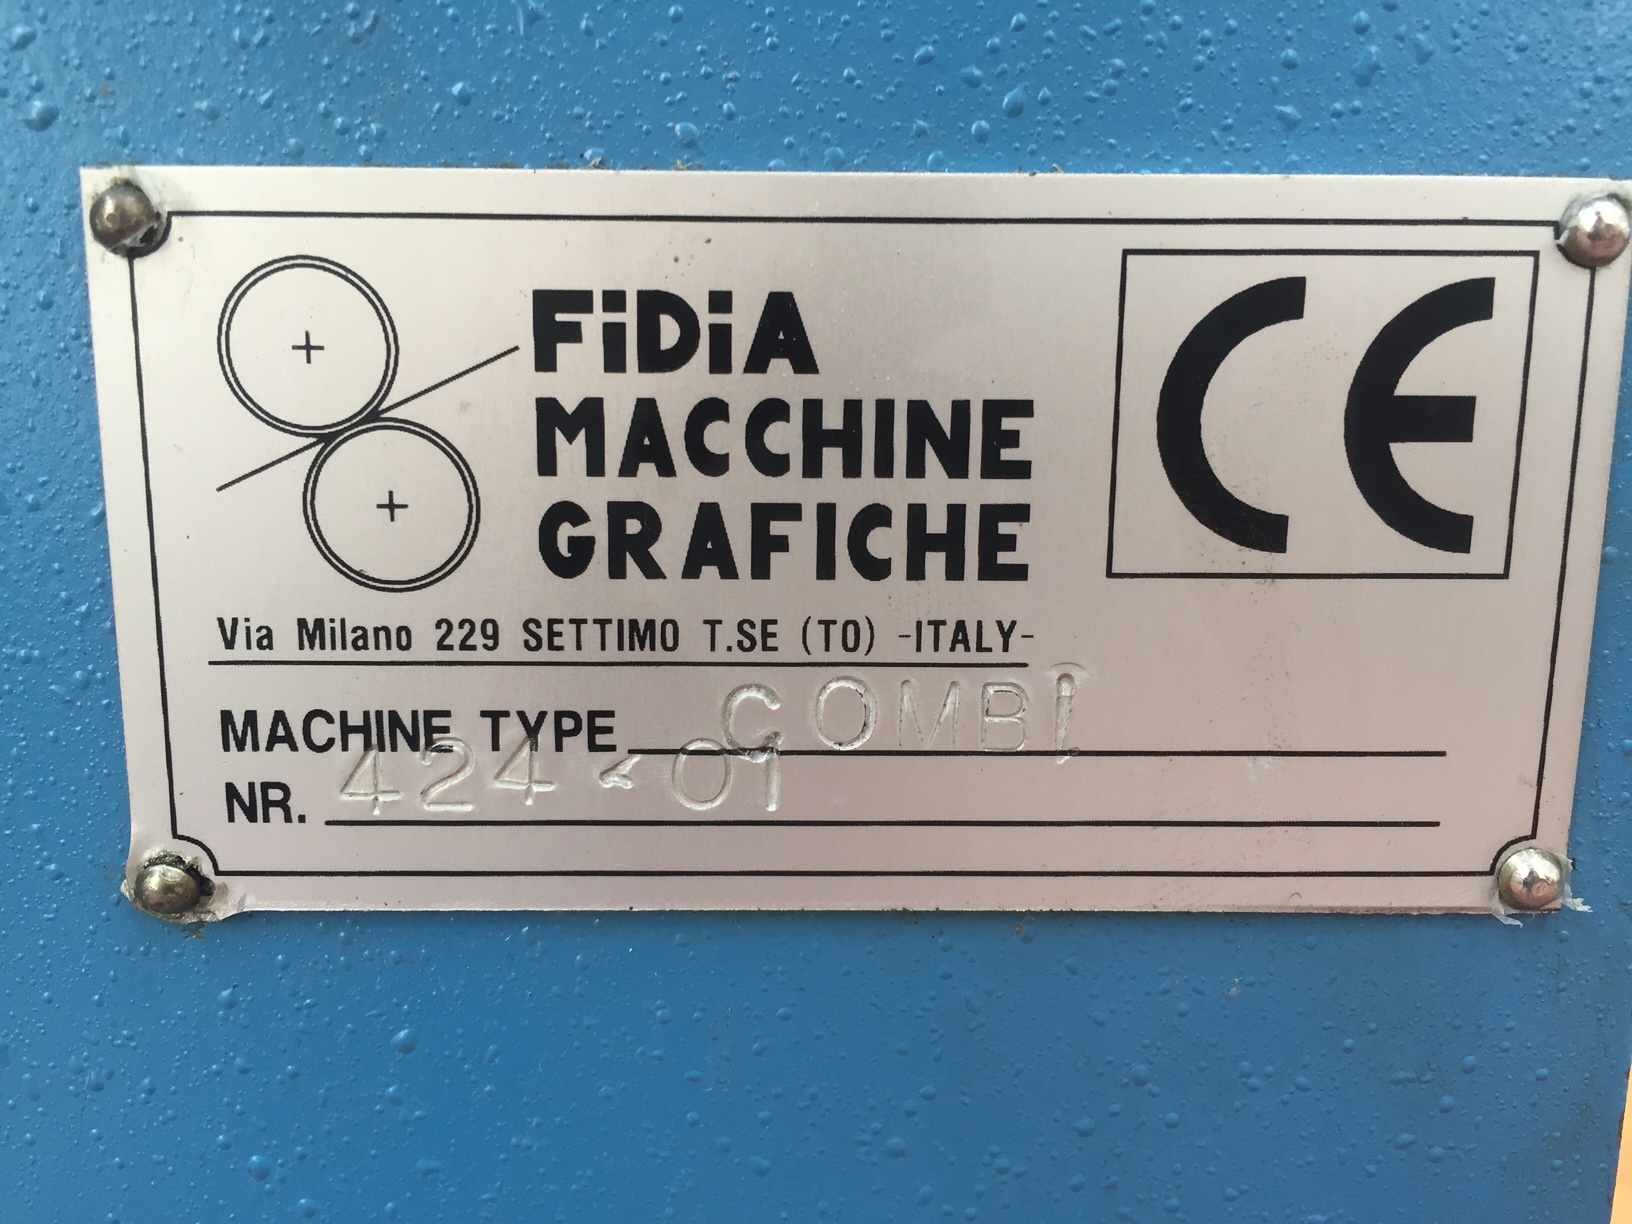 FiDiA
MACCHINE
GRAFICHE
CE
Via Milano 229 SETTIMO T.SE (TO) -ITALY-
MACHINE TYPE COMBI
NR. 424-01